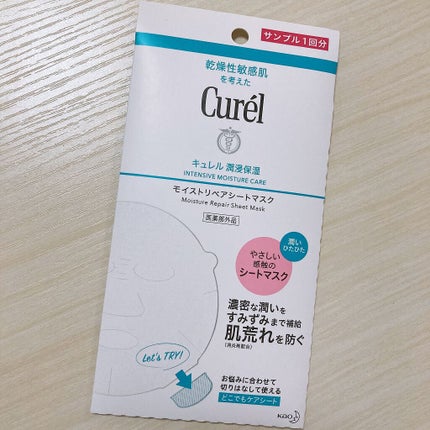 サンプル1回分
乾燥性敏感肌
を考えた
Curél
キュレル 潤浸保湿
INTENSIVE MOISTURE CARE
モイストリペアシートマスク
Moisture Repair Sheet Mask
医薬部外品
潤い
ひたひた
やさしい
感触の
シートマスク
濃密な潤いを
すみずみまで補給
肌荒れを防ぐ
(消炎剤配合)
Let's TRY!
お悩みに合わせて
切りはなして使える
どこでもケアシート
Kao